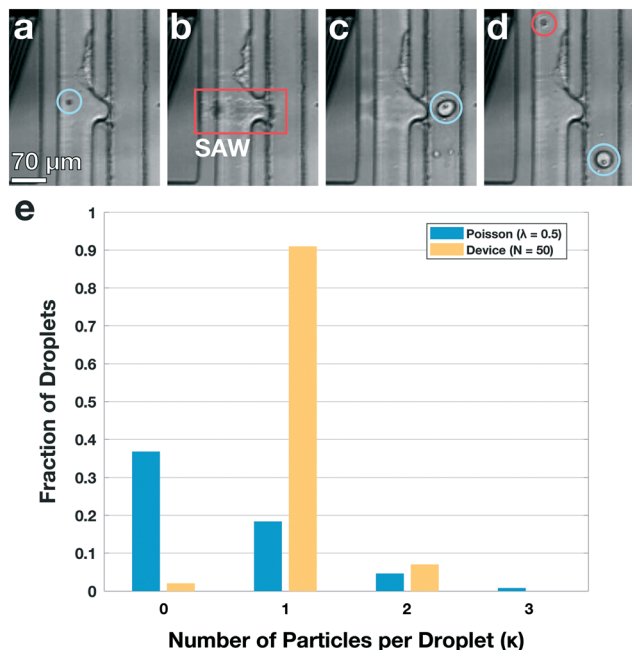 a
b
c
d
SAW
70 μm
e
1
0.9
0.8
0.7
0.6
0.5
0.4
0.3
0.2
0.1
0
Fraction of Droplets
Poisson (λ = 0.5)
Device (N = 50)
0 1 2 3
Number of Particles per Droplet (κ)